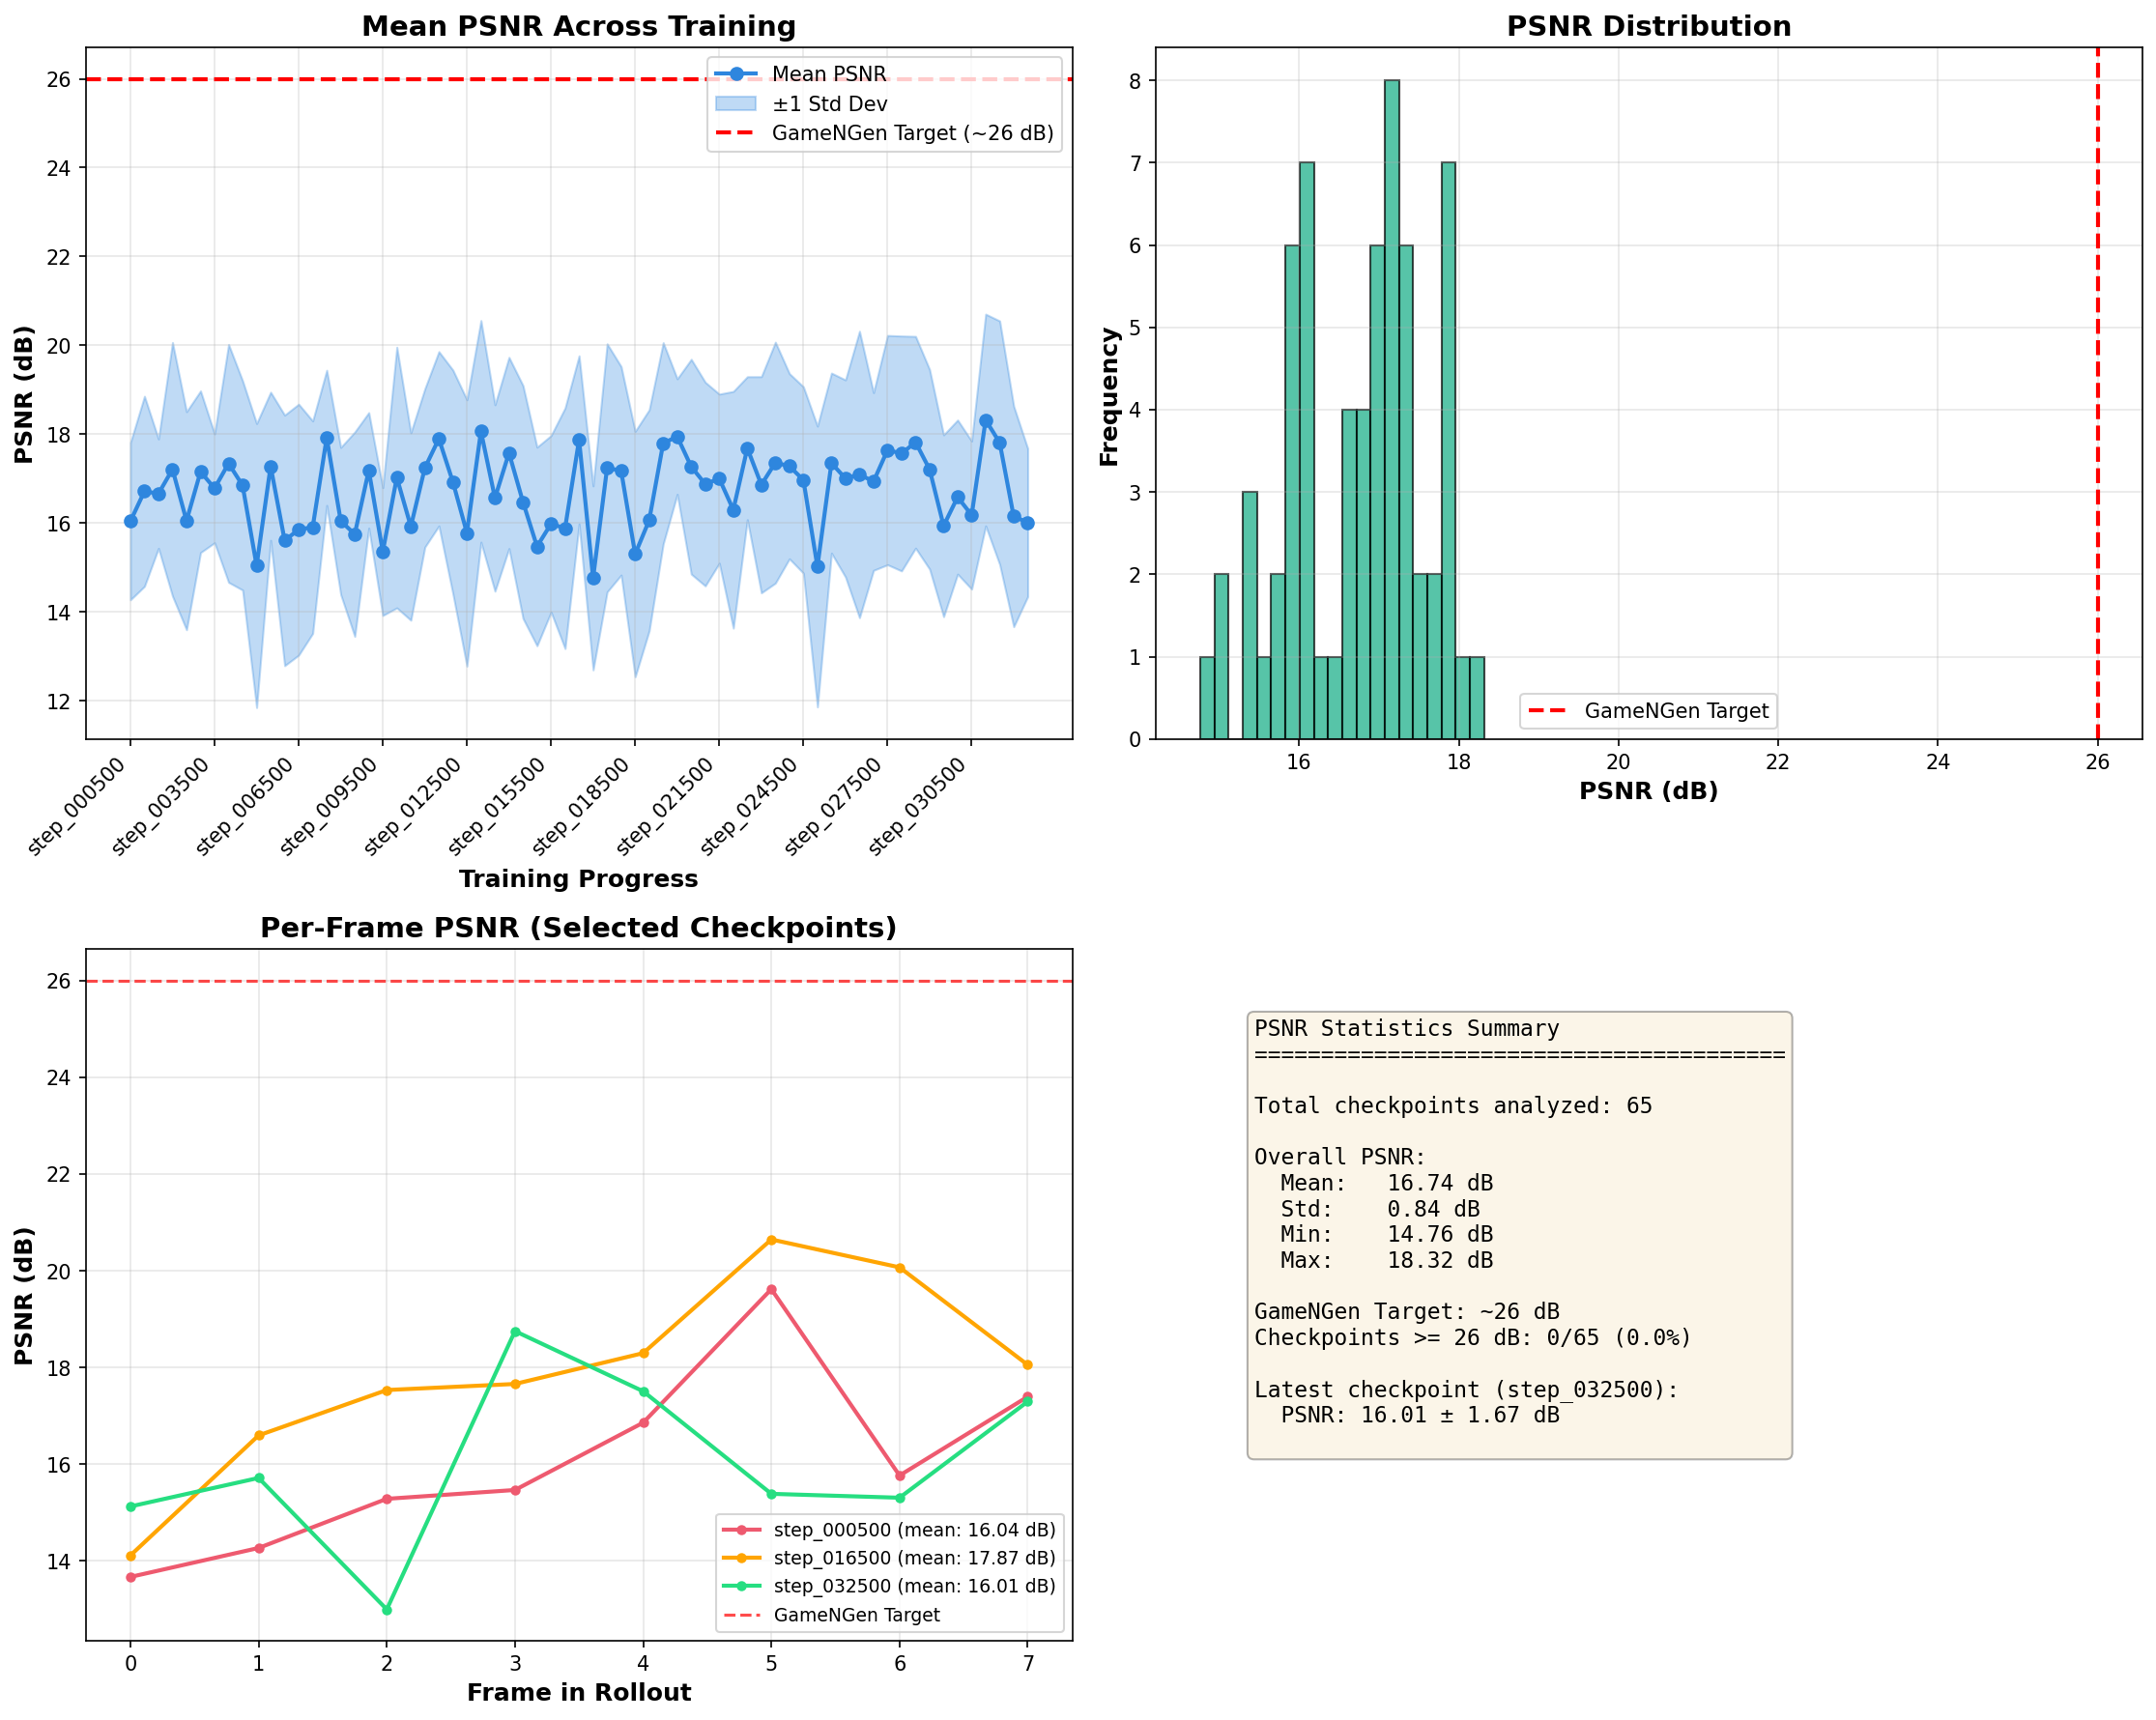 Mean PSNR Across Training
PSNR (dB)
26
24
22
20
18
16
14
12
Mean PSNR
±1 Std Dev
GameNGen Target (~26 dB)
step_000500
step_003500
step_006500
step_009500
step_012500
step_015500
step_018500
step_021500
step_024500
step_027500
step_030500
Training Progress
PSNR Distribution
Frequency
8
7
6
5
4
3
2
1
0
GameNGen Target
16
18
20
22
24
26
PSNR (dB)
Per-Frame PSNR (Selected Checkpoints)
PSNR (dB)
26
24
22
20
18
16
14
step_000500 (mean: 16.04 dB)
step_016500 (mean: 17.87 dB)
step_032500 (mean: 16.01 dB)
GameNGen Target
0
1
2
3
4
5
6
7
Frame in Rollout
PSNR Statistics Summary
========================================
Total checkpoints analyzed: 65
Overall PSNR:
Mean: 16.74 dB
Std: 0.84 dB
Min: 14.76 dB
Max: 18.32 dB
GameNGen Target: ~26 dB
Checkpoints >= 26 dB: 0/65 (0.0%)
Latest checkpoint (step_032500):
PSNR: 16.01 ± 1.67 dB